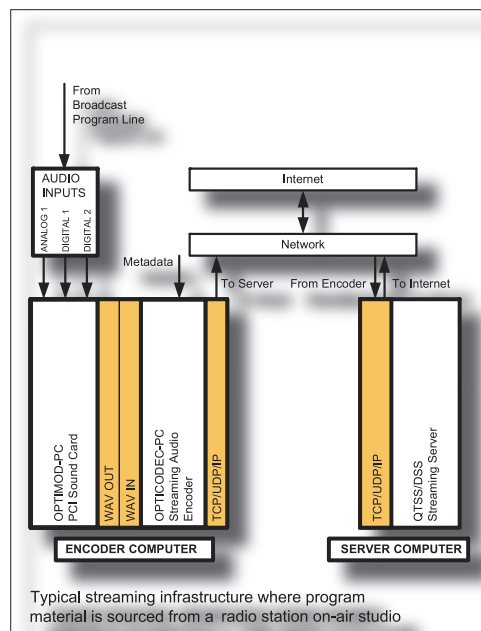 From
Broadcast
Program Line
AUDIO
INPUTS
ANALOG 1
DIGITAL 1
DIGITAL 2
Internet
Network
Metadata
To Server
From Encoder
To Internet
OPTIMOD-PC
PCI Sound Card
WAV OUT
WAV IN
OPTICODEC-PC
Streaming Audio
Encoder
TCP/UDP/IP
TCP/UDP/IP
QTSS/DSS
Streaming Server
ENCODER COMPUTER
SERVER COMPUTER
Typical streaming infrastructure where program
material is sourced from a radio station on-air studio